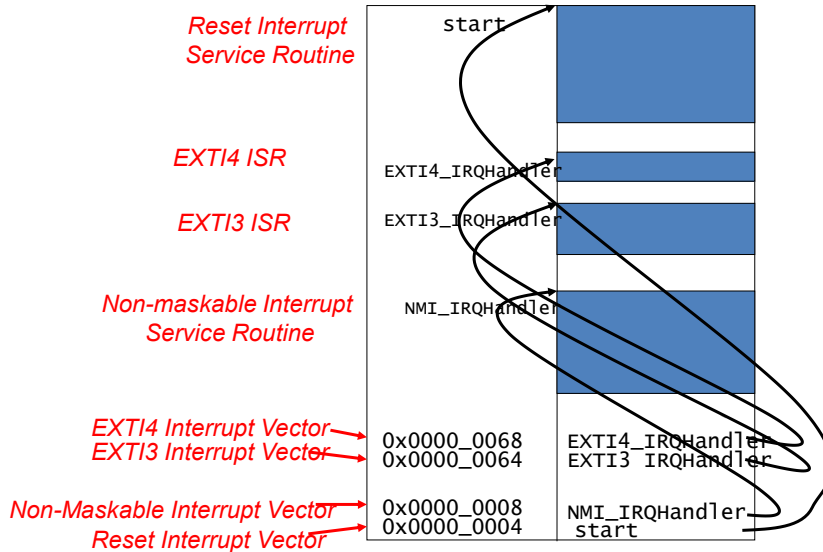 Reset Interrupt
Service Routine
start
EXTI4 ISR
EXTI4_IRQHandler
EXTI3 ISR
EXTI3_IRQHandler
Non-maskable Interrupt
Service Routine
NMI_IRQHandler
EXTI4 Interrupt Vector
0x0000_0068 EXTI4_IRQHandler
EXTI3 Interrupt Vector
0x0000_0064 EXTI3 IRQHandler
Non-Maskable Interrupt Vector
0x0000_0008 NMI_IRQHandler
Reset Interrupt Vector
0x0000_0004 start